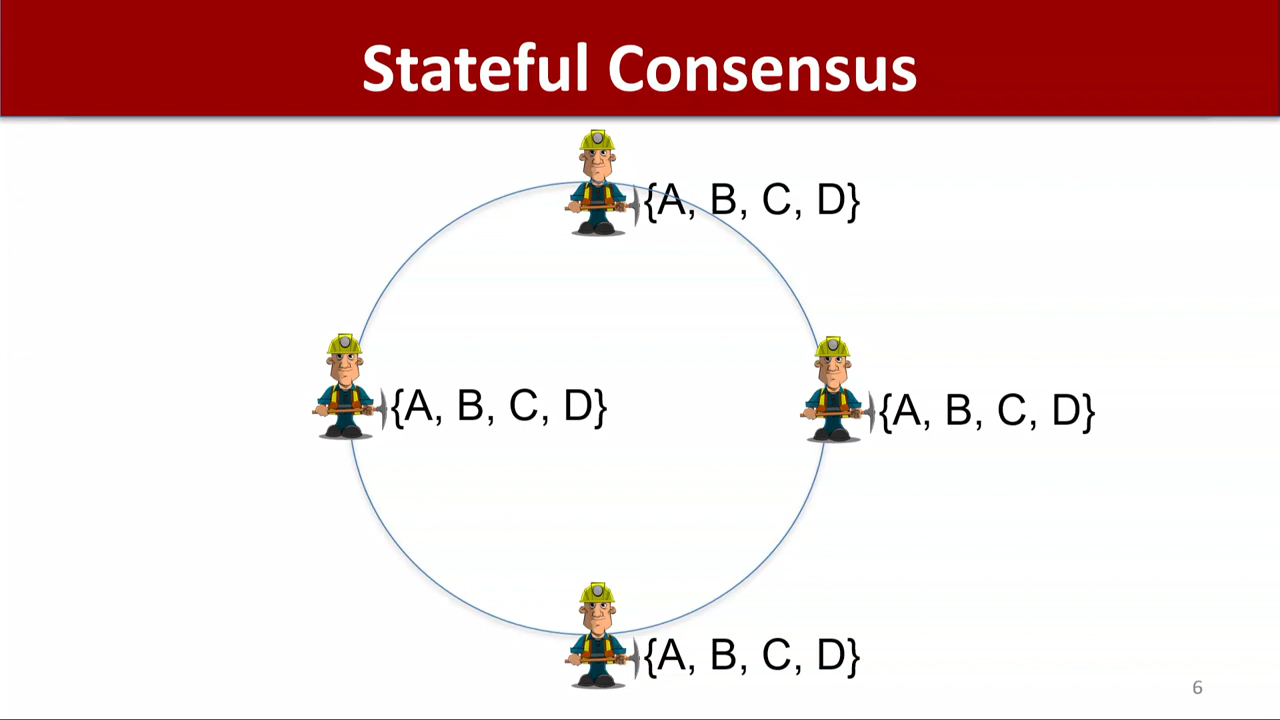 Stateful Consensus
{A, B, C, D}
{A, B, C, D}
{A, B, C, D}
{A, B, C, D}
6